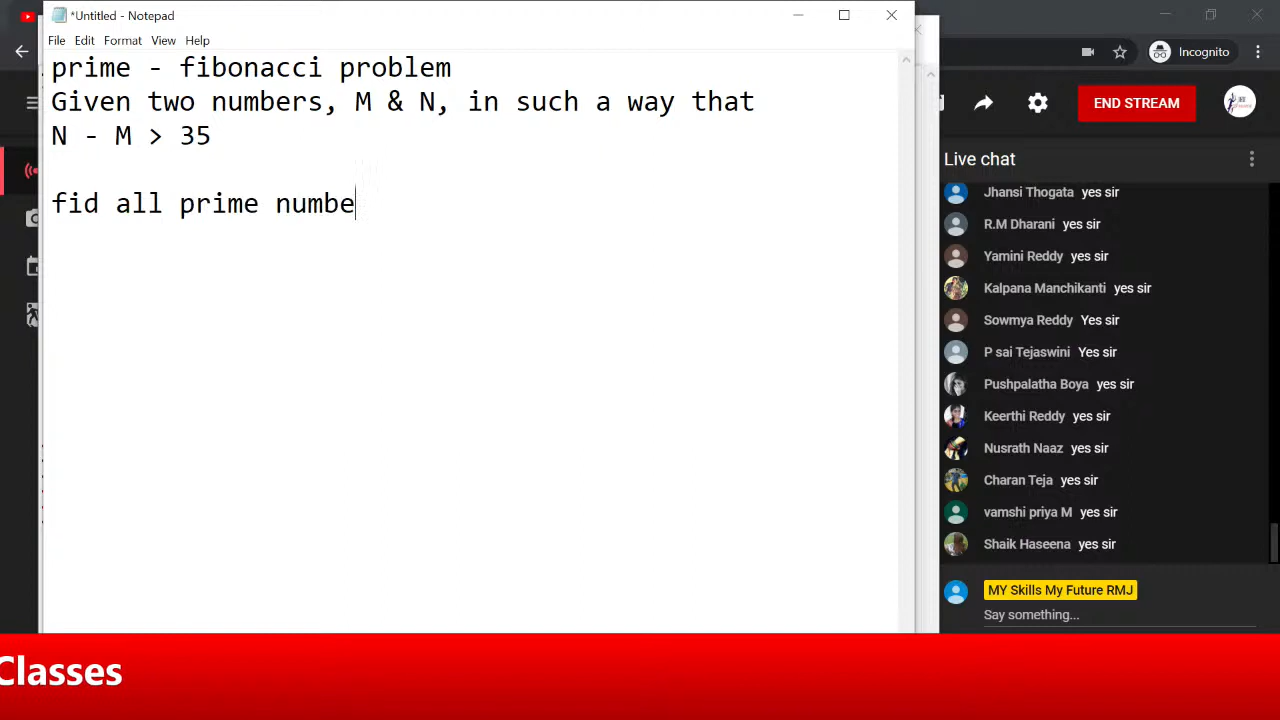 *Untitled - Notepad
File Edit Format View Help
prime - fibonacci problem
Given two numbers, M & N, in such a way that
N - M > 35
fid all prime numbe
Incognito
END STREAM
Live chat
Jhansi Thogata yes sir
R.M Dharani yes sir
Yamini Reddy yes sir
Kalpana Manchikanti yes sir
Sowmya Reddy Yes sir
P sai Tejaswini Yes sir
Pushpalatha Boya yes sir
Keerthi Reddy yes sir
Nusrath Naaz yes sir
Charan Teja yes sir
vamshi priya M yes sir
Shaik Haseena yes sir
MY Skills My Future RMJ
Say something...
Classes